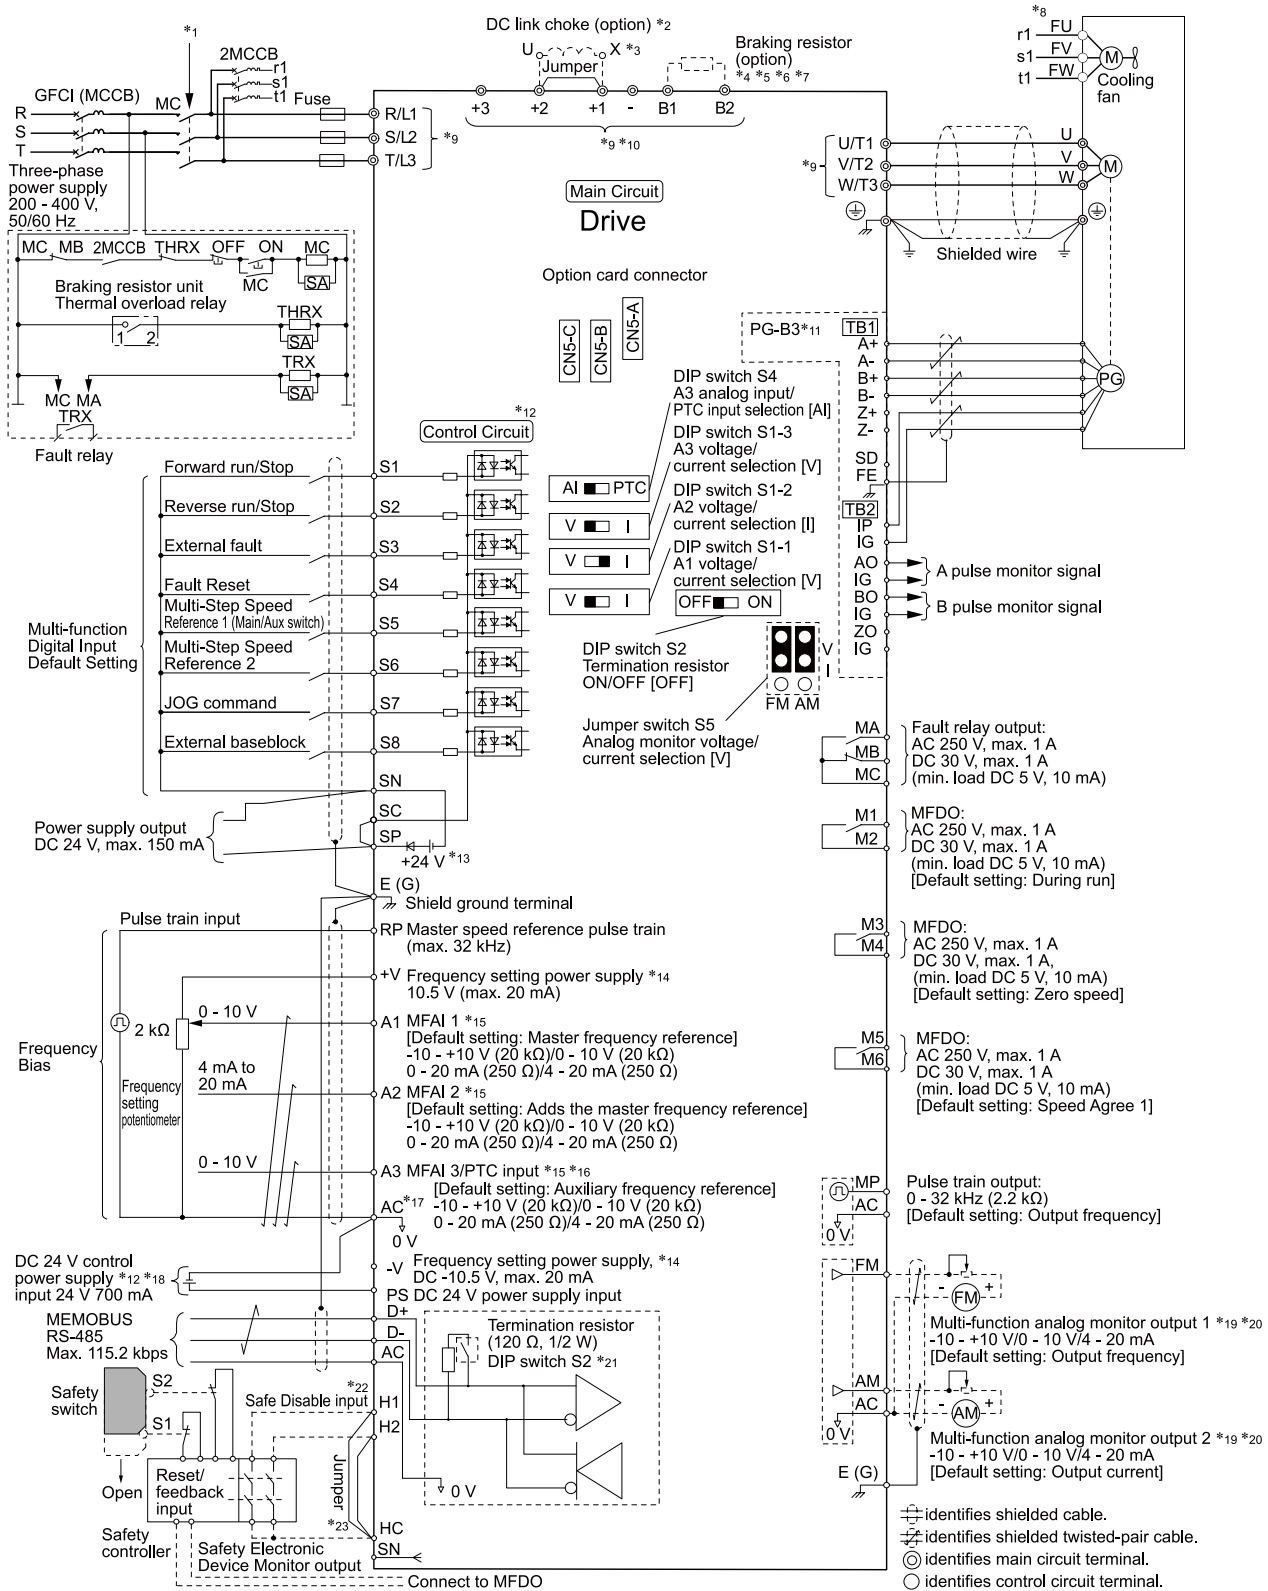 *1
DC link choke (option) *2
U
X *3
Jumper
Braking resistor
(option)
*4 *5 *6 *7
*8
r1 FU
s1 FV
t1 FW
M
Cooling
fan
2MCCB
r1
s1
t1
GFCI (MCCB)
MC
Fuse
R
S
T
Three-phase
power supply
200 - 400 V,
50/60 Hz
R/L1
S/L2
T/L3
*9
+3
+2
+1
-
B1
B2
*9 *10
Main Circuit
Drive
*9
U/T1
V/T2
W/T3
U
V
W
M
Shielded wire
MC MB 2MCCB THRX OFF ON MC
MC
SA
Braking resistor unit
Thermal overload relay
1 2
THRX
SA
TRX
SA
MC MA
TRX
Fault relay
Option card connector
CN5-C
CN5-B
CN5-A
PG-B3*11
TB1
A+
A-
B+
B-
Z+
Z-
SD
FE
TB2
IP
IG
AO
IG
BO
IG
ZO
IG
PG
A pulse monitor signal
B pulse monitor signal
*12
Control Circuit
DIP switch S4
A3 analog input/
PTC input selection [AI]
DIP switch S1-3
A3 voltage/
current selection [V]
DIP switch S1-2
A2 voltage/
current selection [I]
DIP switch S1-1
A1 voltage/
current selection [V]
AI PTC
V I
V I
V I
OFF ON
DIP switch S2
Termination resistor
ON/OFF [OFF]
V
I
FM AM
Jumper switch S5
Analog monitor voltage/
current selection [V]
Multi-function
Digital Input
Default Setting
Forward run/Stop
S1
Reverse run/Stop
S2
External fault
S3
Fault Reset
S4
Multi-Step Speed
Reference 1 (Main/Aux switch)
S5
Multi-Step Speed
Reference 2
S6
JOG command
S7
External baseblock
S8
SN
SC
SP
Power supply output
DC 24 V, max. 150 mA
+24 V *13
E (G)
Shield ground terminal
MA
MB
MC
Fault relay output:
AC 250 V, max. 1 A
DC 30 V, max. 1 A
(min. load DC 5 V, 10 mA)
M1
M2
MFDO:
AC 250 V, max. 1 A
DC 30 V, max. 1 A
(min. load DC 5 V, 10 mA)
[Default setting: During run]
M3
M4
MFDO:
AC 250 V, max. 1 A
DC 30 V, max. 1 A,
(min. load DC 5 V, 10 mA)
[Default setting: Zero speed]
M5
M6
MFDO:
AC 250 V, max. 1 A
DC 30 V, max. 1 A
(min. load DC 5 V, 10 mA)
[Default setting: Speed Agree 1]
Pulse train input
RP Master speed reference pulse train
(max. 32 kHz)
+V Frequency setting power supply *14
10.5 V (max. 20 mA)
Frequency
Bias
2 kΩ
0 - 10 V
Frequency
setting
potentiometer
4 mA to
20 mA
0 - 10 V
A1 MFAI 1 *15
[Default setting: Master frequency reference]
-10 - +10 V (20 kΩ)/0 - 10 V (20 kΩ)
0 - 20 mA (250 Ω)/4 - 20 mA (250 Ω)
A2 MFAI 2 *15
[Default setting: Adds the master frequency reference]
-10 - +10 V (20 kΩ)/0 - 10 V (20 kΩ)
0 - 20 mA (250 Ω)/4 - 20 mA (250 Ω)
A3 MFAI 3/PTC input *15 *16
[Default setting: Auxiliary frequency reference]
-10 - +10 V (20 kΩ)/0 - 10 V (20 kΩ)
0 - 20 mA (250 Ω)/4 - 20 mA (250 Ω)
AC*17
0 V
-V Frequency setting power supply, *14
DC -10.5 V, max. 20 mA
PS DC 24 V power supply input
DC 24 V control
power supply *12 *18
input 24 V 700 mA
MEMOBUS
RS-485
Max. 115.2 kbps
D+
D-
AC
Termination resistor
(120 Ω, 1/2 W)
DIP switch S2 *21
0 V
MP
AC
0 V
Pulse train output:
0 - 32 kHz (2.2 kΩ)
[Default setting: Output frequency]
FM
- +
FM
Multi-function analog monitor output 1 *19 *20
-10 - +10 V/0 - 10 V/4 - 20 mA
[Default setting: Output frequency]
AM
AC
0 V
- +
AM
Multi-function analog monitor output 2 *19 *20
-10 - +10 V/0 - 10 V/4 - 20 mA
[Default setting: Output current]
E (G)
Safety
switch
S2
S1
Open
Safe Disable input
*22
H1
H2
Jumper
*23
HC
SN
Reset/
feedback
input
Safety
controller
Safety Electronic
Device Monitor output
Connect to MFDO
identifies shielded cable.
identifies shielded twisted-pair cable.
identifies main circuit terminal.
identifies control circuit terminal.